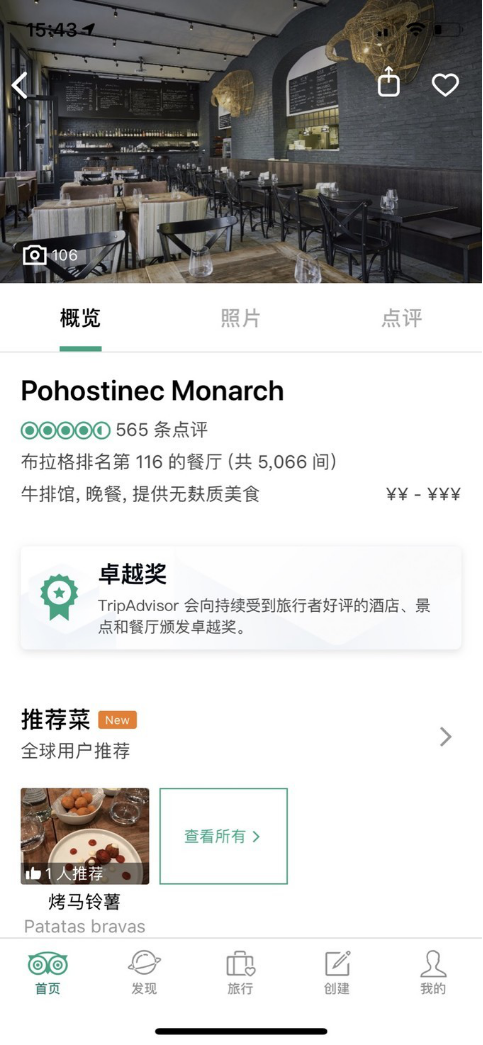 15:43
106
概览
照片
点评
Pohostinec Monarch
565 条点评
布拉格排名第 116 的餐厅 (共 5,066 间)
牛排馆, 晚餐, 提供无麸质美食
¥¥ - ¥¥¥
卓越奖
TripAdvisor 会向持续受到旅行者好评的酒店、景
点和餐厅颁发卓越奖。
推荐菜 New
全球用户推荐
1 人推荐
查看所有
烤马铃薯
Patatas bravas
首页
发现
旅行
创建
我的